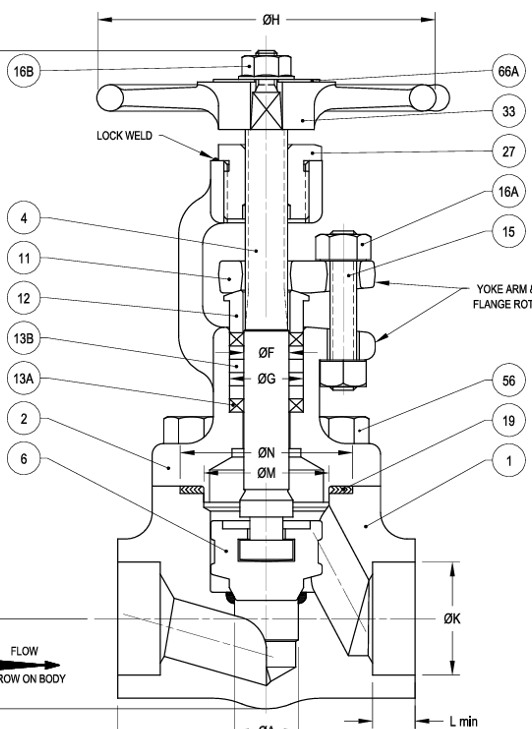 ØH
16B
66A
33
LOCK WELD
27
16A
4
15
11
YOKE ARM &
FLANGE ROT
12
13B
ØF
ØG
13A
56
2
19
ØN
6
ØM
1
ØK
FLOW
ROW ON BODY
L min